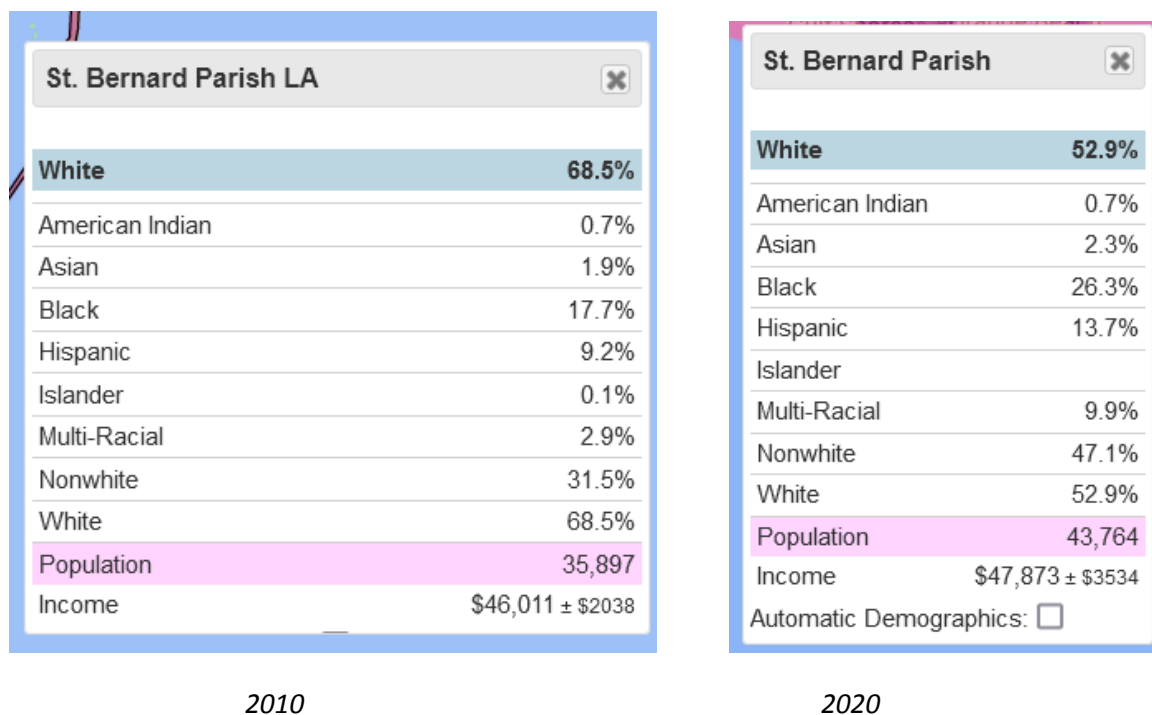 St. Bernard Parish LA
White 68.5%
American Indian 0.7%
Asian 1.9%
Black 17.7%
Hispanic 9.2%
Islander 0.1%
Multi-Racial 2.9%
Nonwhite 31.5%
White 68.5%
Population 35,897
Income $46,011 ± $2038
2010
St. Bernard Parish
White 52.9%
American Indian 0.7%
Asian 2.3%
Black 26.3%
Hispanic 13.7%
Islander
Multi-Racial 9.9%
Nonwhite 47.1%
White 52.9%
Population 43,764
Income $47,873 ± $3534
Automatic Demographics:
2020